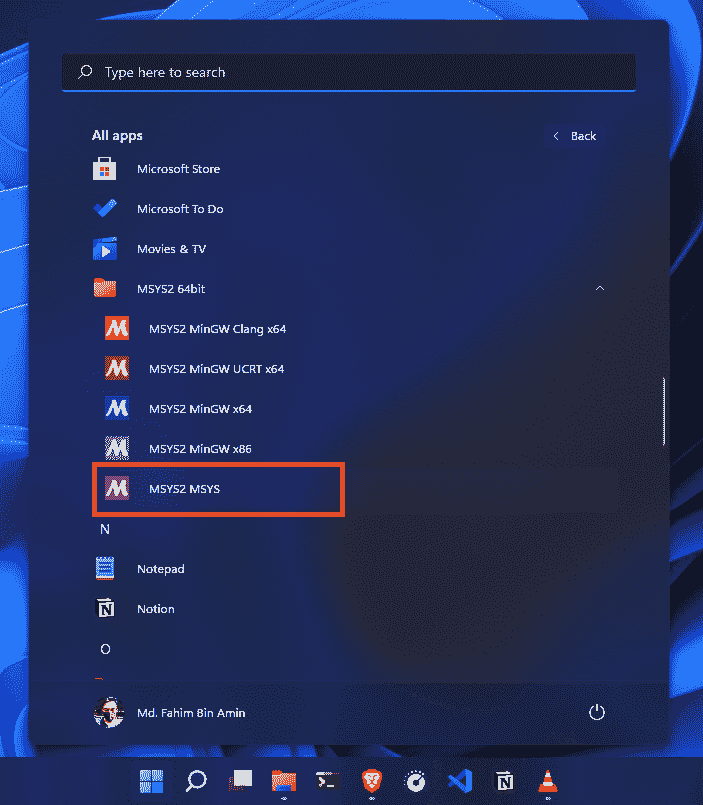 Type here to search
All apps
Back
Microsoft Store
Microsoft To Do
Movies & TV
MSYS2 64bit
MSYS2 MinGW Clang x64
MSYS2 MinGW UCRT x64
MSYS2 MinGW x64
MSYS2 MinGW x86
MSYS2 MSYS
N
Notepad
Notion
O
Md. Fahim Bin Amin